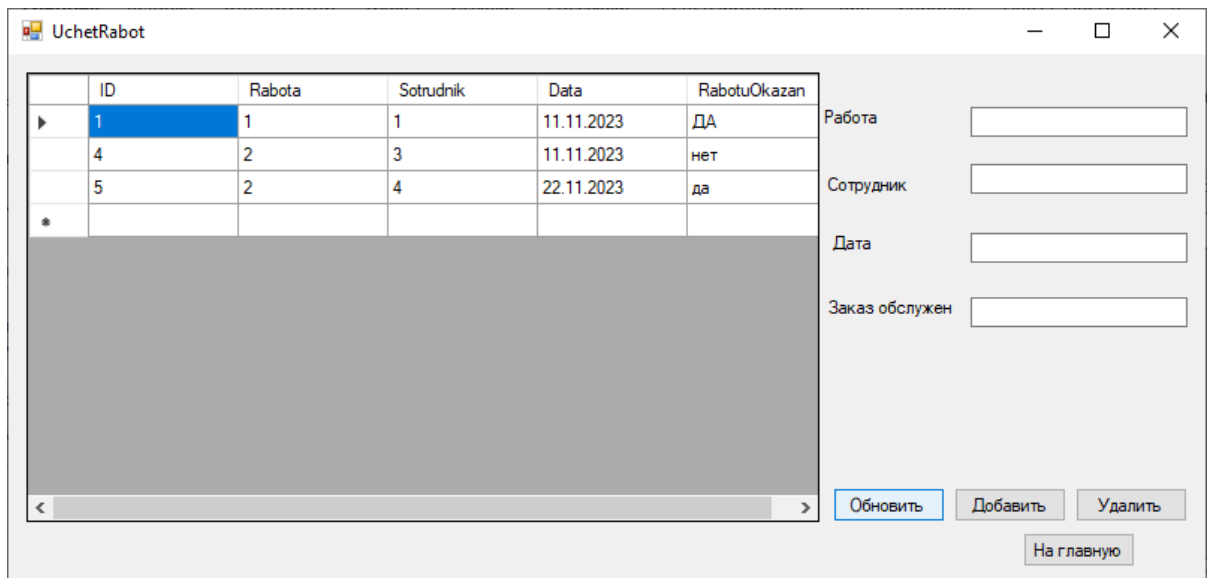 UchetRabot
ID Rabota Sotrudnik Data RabotuOkazan
1 1 1 11.11.2023 ДА
4 2 3 11.11.2023 нет
5 2 4 22.11.2023 да
Работа
Сотрудник
Дата
Заказ обслужен
Обновить Добавить Удалить
На главную